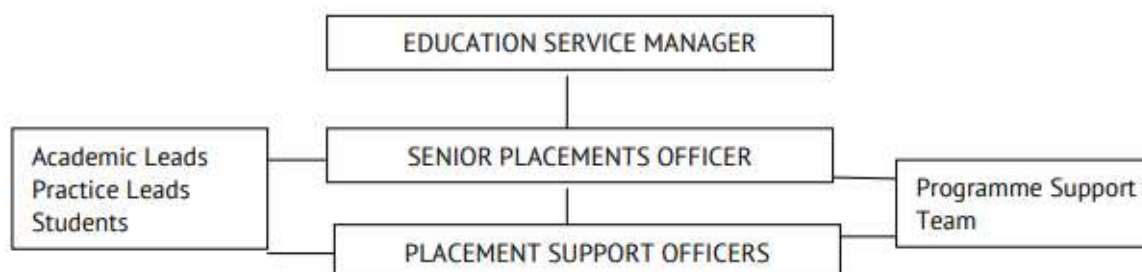 EDUCATION SERVICE MANAGER
Academic Leads
Practice Leads
Students
SENIOR PLACEMENTS OFFICER
Programme Support
Team
PLACEMENT SUPPORT OFFICERS